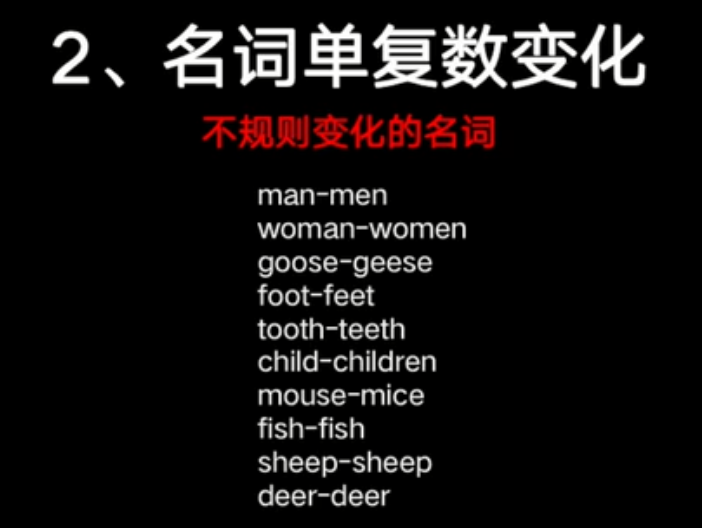 2、名词单复数变化
不规则变化的名词
man-men
woman-women
goose-geese
foot-feet
tooth-teeth
child-children
mouse-mice
fish-fish
sheep-sheep
deer-deer